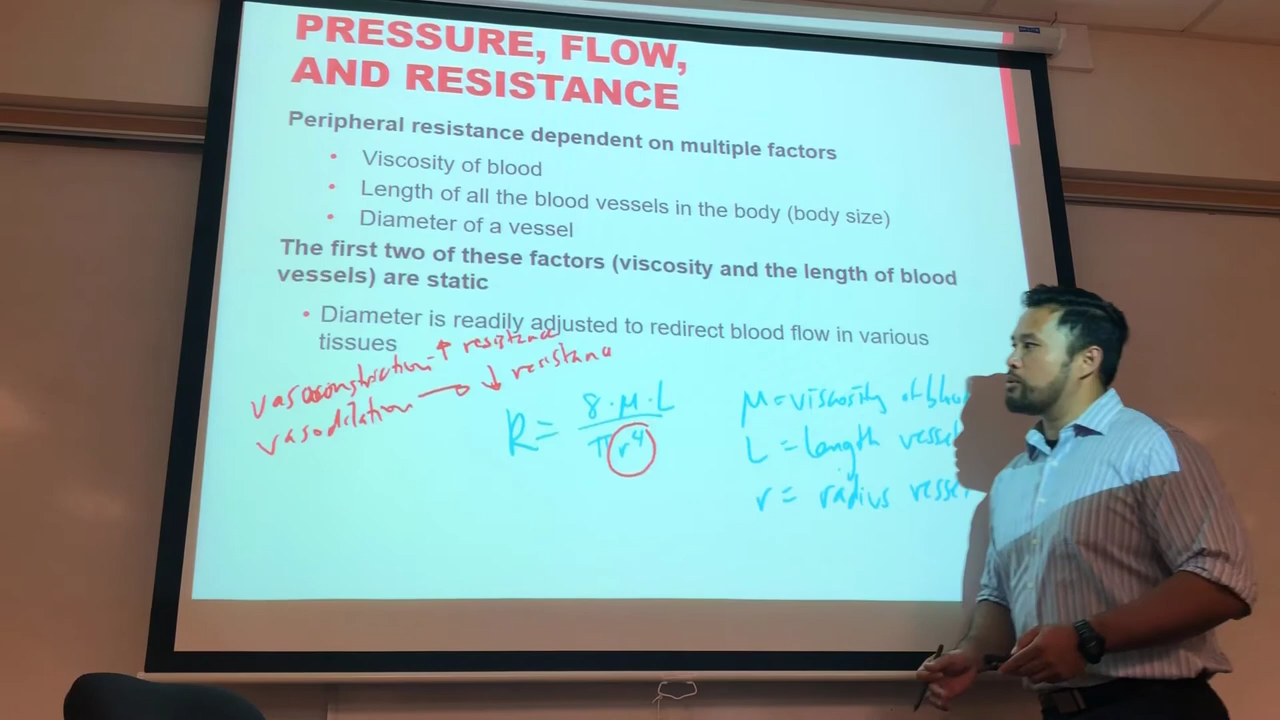 PRESSURE, FLOW,
AND RESISTANCE
Peripheral resistance dependent on multiple factors
• Viscosity of blood
• Length of all the blood vessels in the body (body size)
• Diameter of a vessel
The first two of these factors (viscosity and the length of blood
vessels) are static
• Diameter is readily adjusted to redirect blood flow in various
tissues
vasoconstriction → ↑ resistance
vasodilation → ↓ resistance
R = 8·μ·L / πr⁴
μ = viscosity of blood
L = length vessel
r = radius vessel